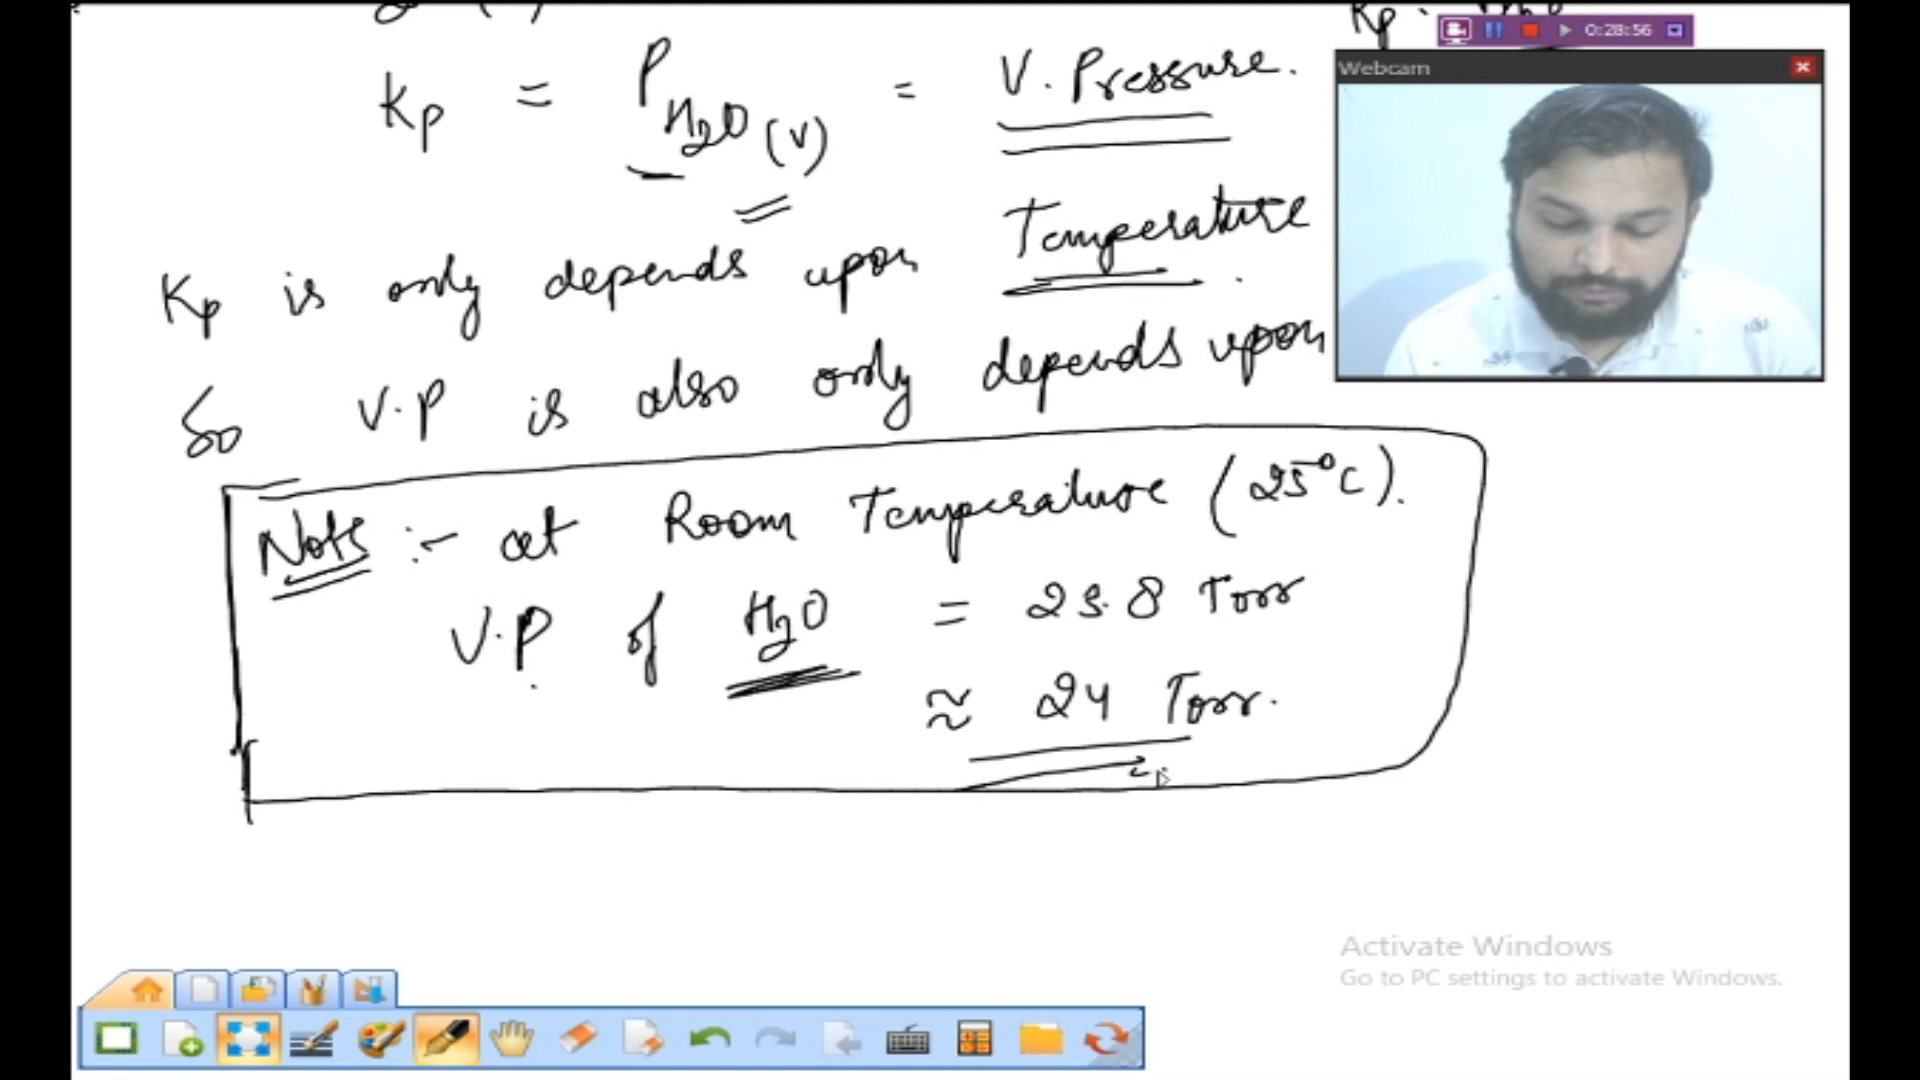 0:28:56
Webcam
Kp = P H2O (v) = V. Pressure.
Kp is only depends upon Temperature.
So V.P is also only depends upon
Note :- at Room Temperature (25°C).
V.P of H2O = 23.8 Torr
≈ 24 Torr.
Activate Windows
Go to PC settings to activate Windows.